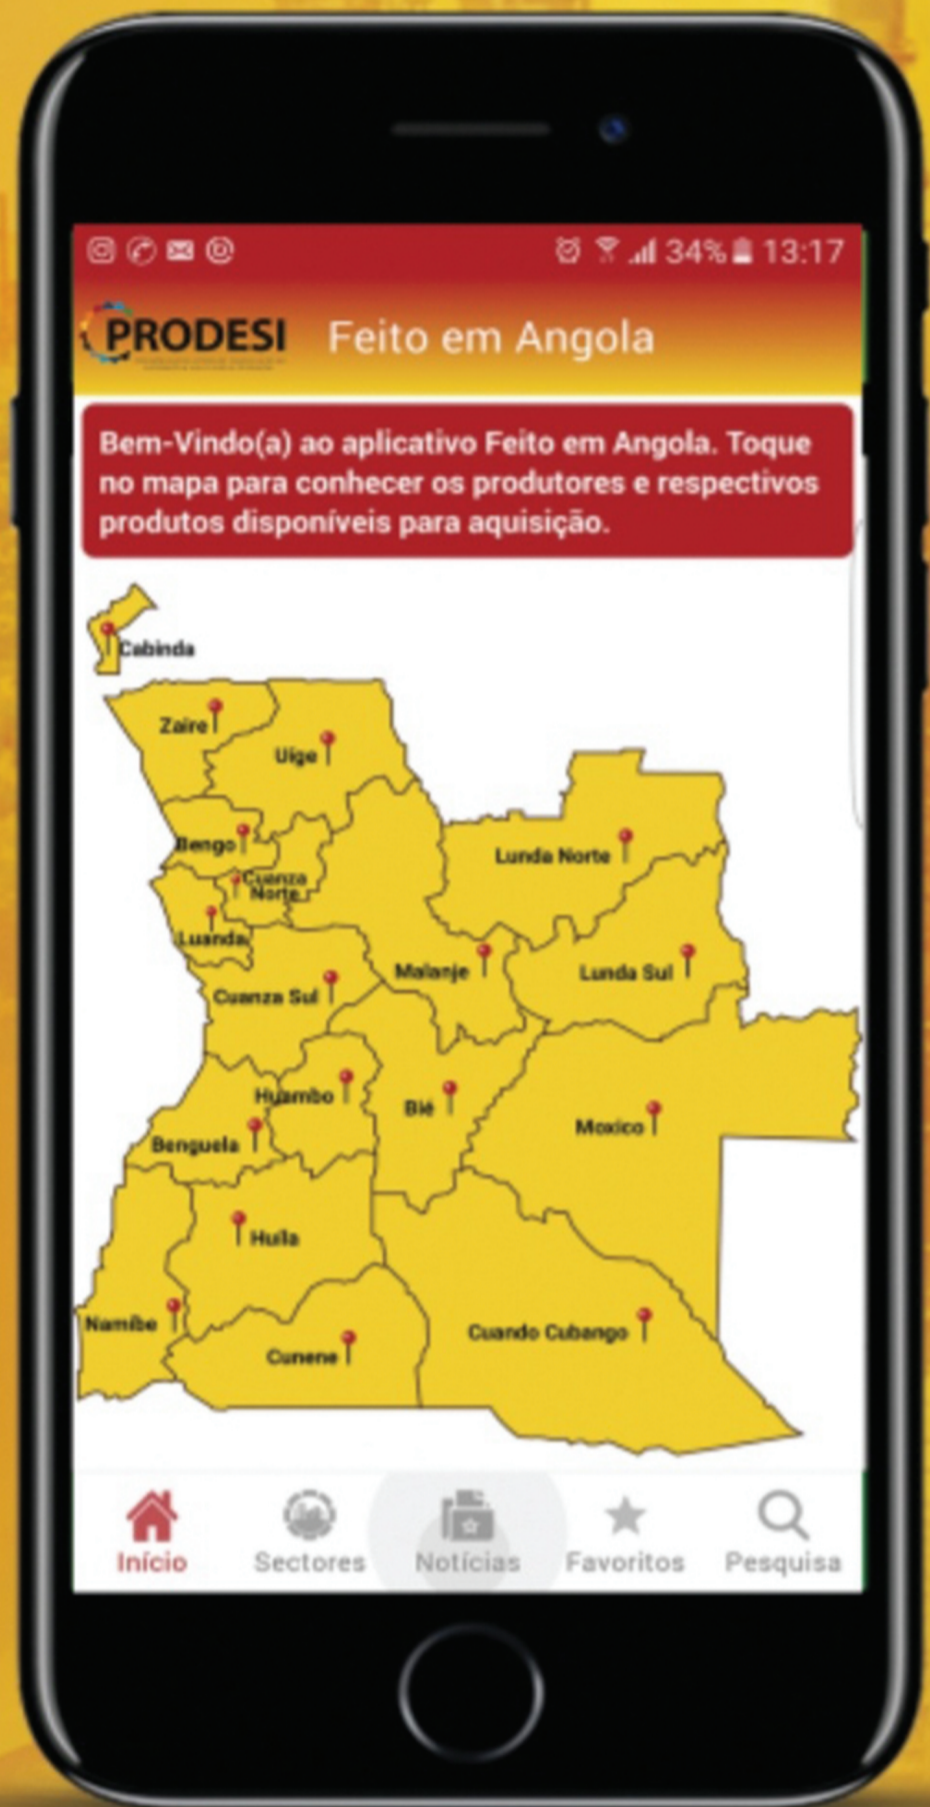 34% 13:17
PRODESI
Feito em Angola
Bem-Vindo(a) ao aplicativo Feito em Angola. Toque
no mapa para conhecer os produtores e respectivos
produtos disponíveis para aquisição.
Cabinda
Zaire
Uíge
Bengo
Lunda Norte
Cuanza
Norte
Luanda
Malanje
Lunda Sul
Cuanza Sul
Huambo
Bié
Moxico
Benguela
Huíla
Namibe
Cuando Cubango
Cunene
Início
Sectores
Notícias
Favoritos
Pesquisa